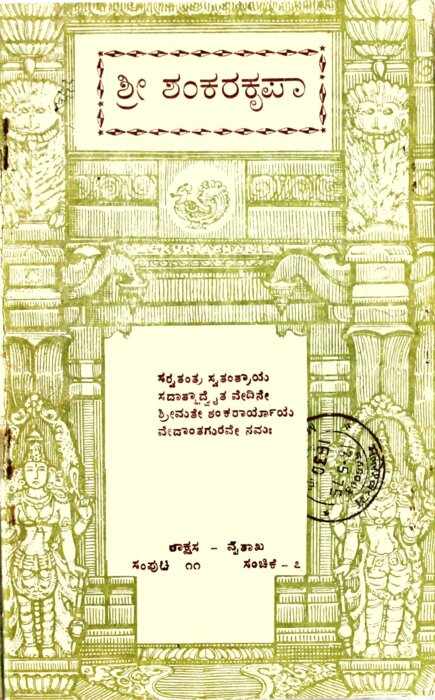 ಶ್ರೀ ಶಂಕರಕೃಪಾ
ಸರ್ವತಂತ್ರ ಸ್ವತಂತ್ರಾಯ
ಸದಾತ್ಮಾದ್ವೈತ ವೇದಿನೇ
ಶ್ರೀಮತೇ ಶಂಕರಾರ್ಯಾಯ
ವೇದಾಂತಗುರವೇ ನಮಃ
ರಾಕ್ಷಸ – ವೈಶಾಖ
ಸಂಪುಟ ೧೧ ಸಂಚಿಕೆ – ೭